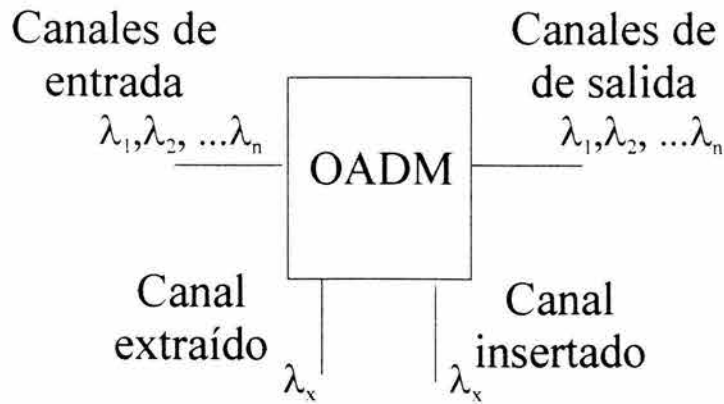 Canales de
entrada
λ₁,λ₂, ...λₙ
Canales de
de salida
λ₁,λ₂, ...λₙ
OADM
Canal
extraído
λₓ
Canal
insertado
λₓ